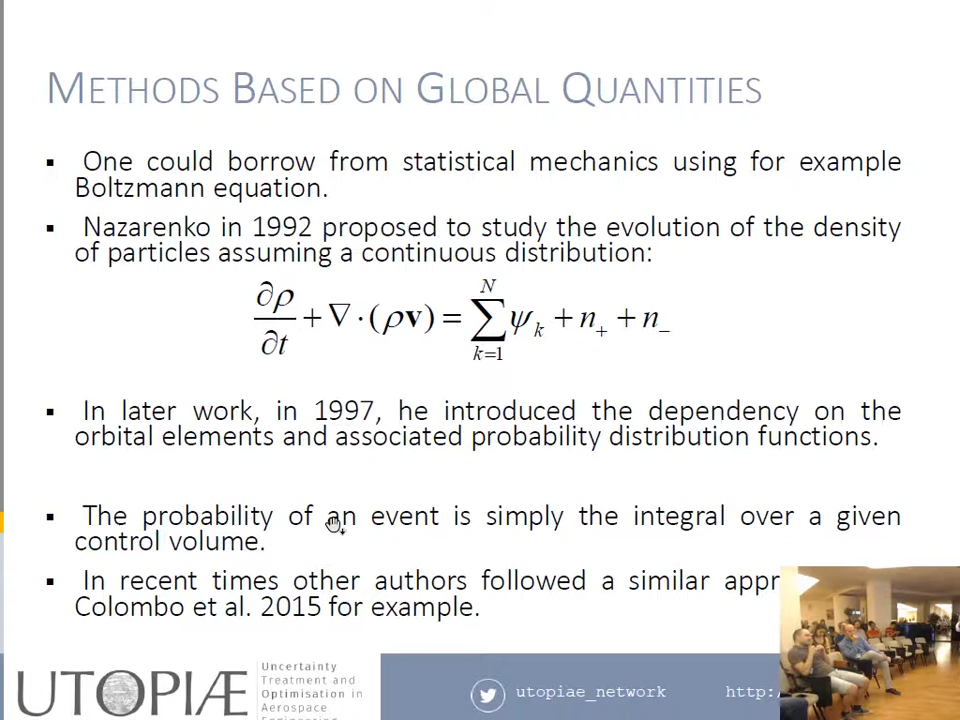 METHODS BASED ON GLOBAL QUANTITIES
▪ One could borrow from statistical mechanics using for example
Boltzmann equation.
▪ Nazarenko in 1992 proposed to study the evolution of the density
of particles assuming a continuous distribution:
∂ρ/∂t + ∇·(ρv) = ∑_{k=1}^{N} ψ_k + n_+ + n_-
▪ In later work, in 1997, he introduced the dependency on the
orbital elements and associated probability distribution functions.
▪ The probability of an event is simply the integral over a given
control volume.
▪ In recent times other authors followed a similar
Colombo et al. 2015 for example.
UTOPIÆ
Uncertainty
Treatment and
Optimisation in
Aerospace
Engineering
utopiae_network
http: